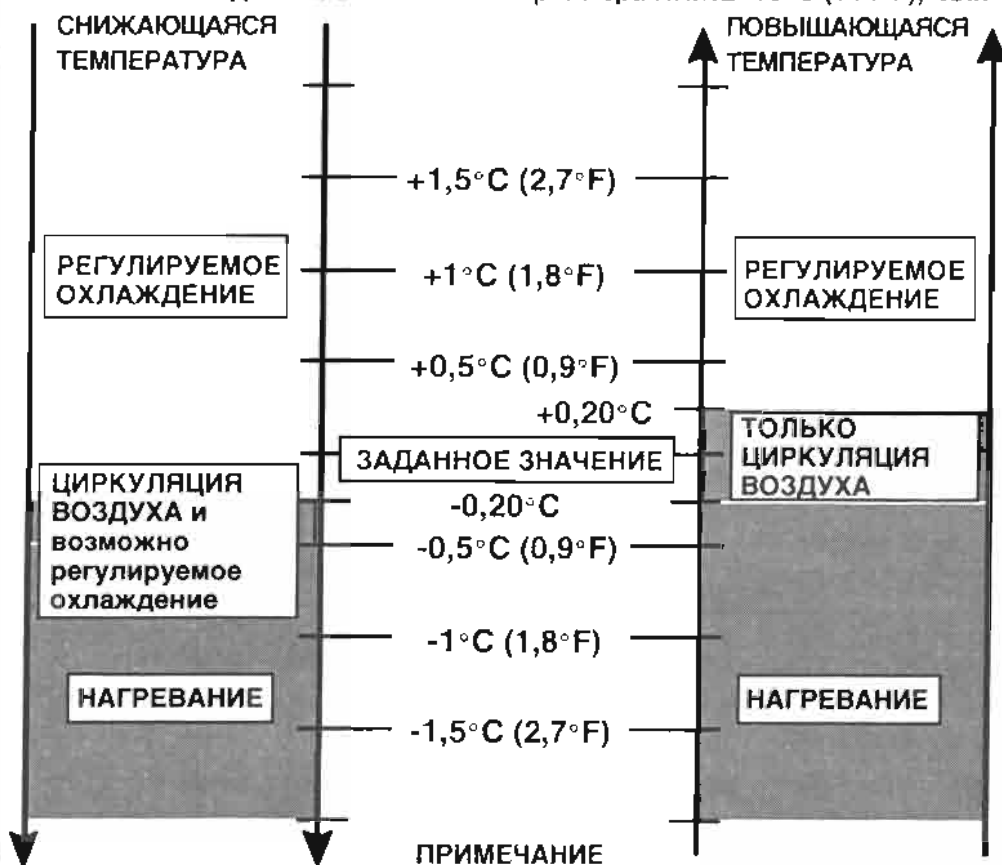 СНИЖАЮЩАЯСЯ
ТЕМПЕРАТУРА
ПОВЫШАЮЩАЯСЯ
ТЕМПЕРАТУРА
+1,5°C (2,7°F)
РЕГУЛИРУЕМОЕ
ОХЛАЖДЕНИЕ
+1°C (1,8°F)
РЕГУЛИРУЕМОЕ
ОХЛАЖДЕНИЕ
+0,5°C (0,9°F)
+0,20°C
ЗАДАННОЕ ЗНАЧЕНИЕ
-0,20°C
ТОЛЬКО
ЦИРКУЛЯЦИЯ
ВОЗДУХА
ЦИРКУЛЯЦИЯ
ВОЗДУХА и
возможно
регулируемое
охлаждение
-0,5°C (0,9°F)
-1°C (1,8°F)
НАГРЕВАНИЕ
НАГРЕВАНИЕ
-1,5°C (2,7°F)
ПРИМЕЧАНИЕ